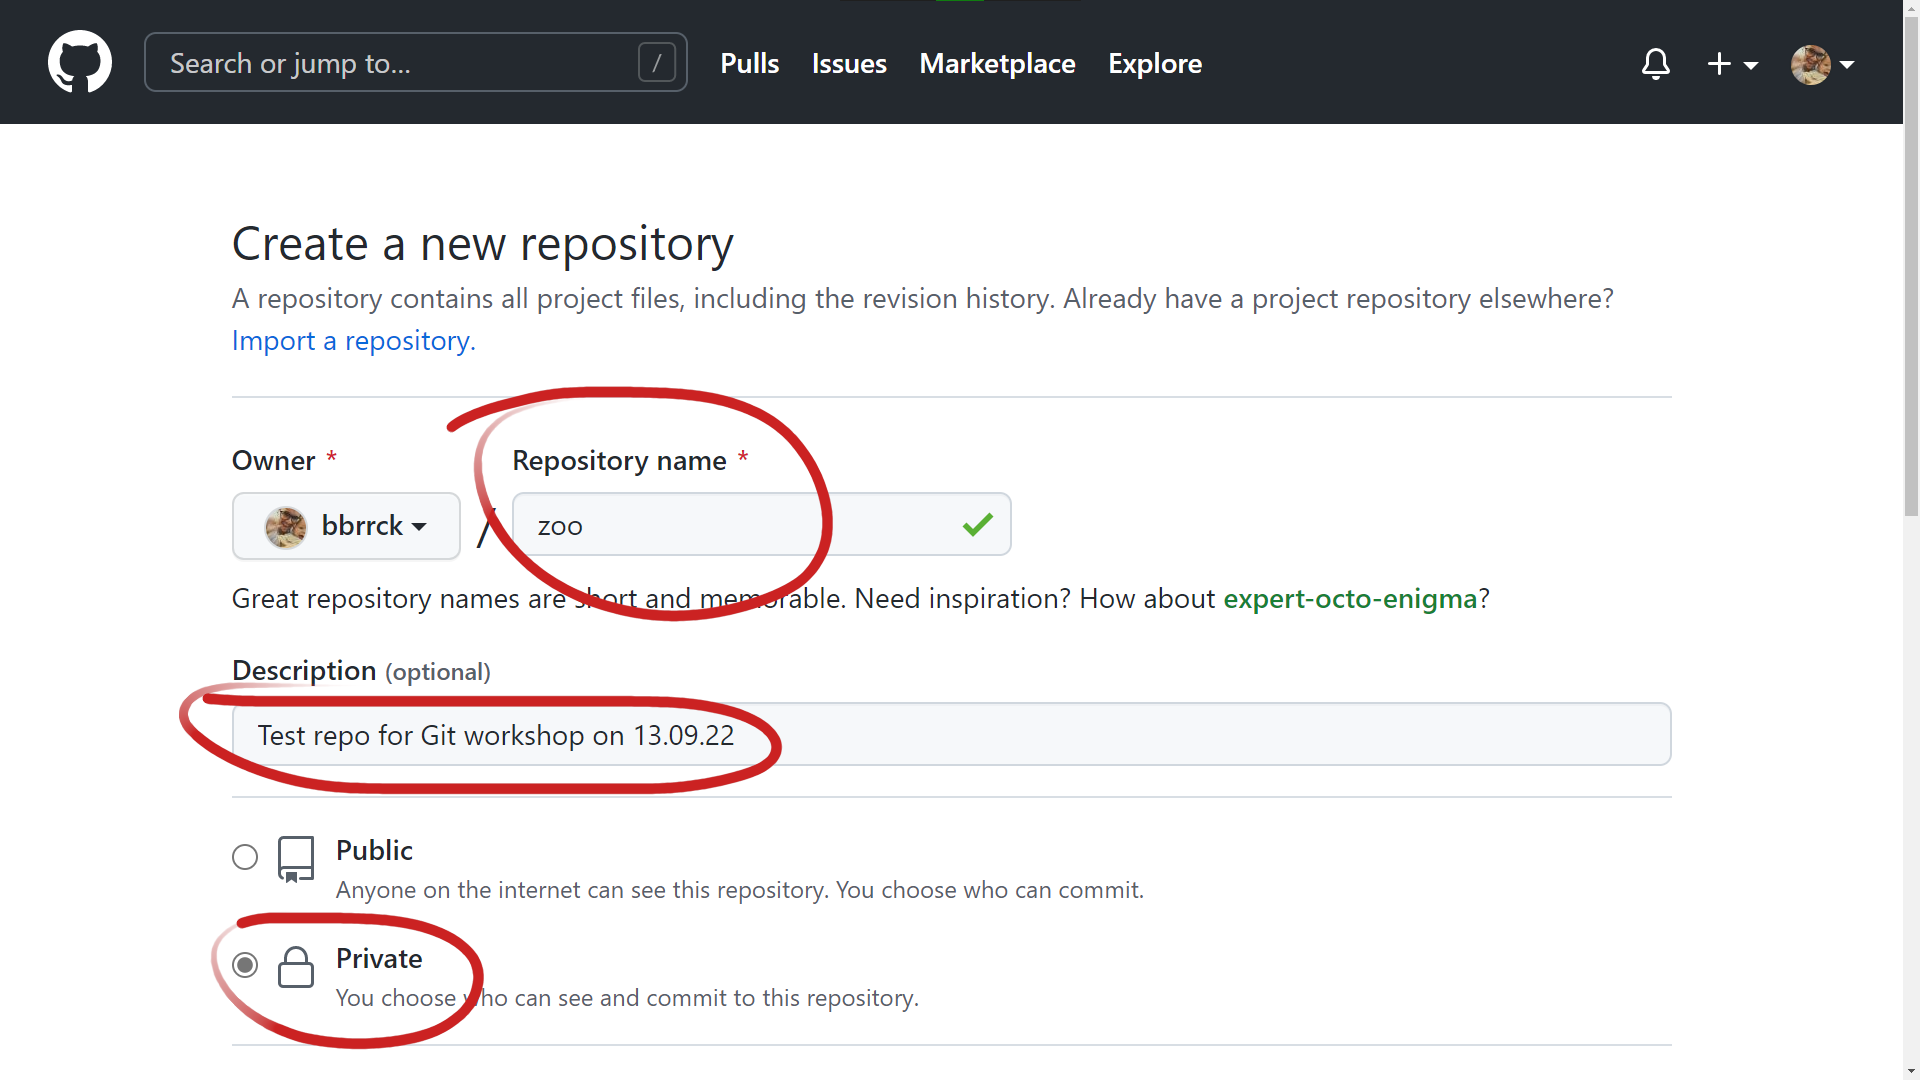 Search or jump to... /
Pulls Issues Marketplace Explore
Create a new repository
A repository contains all project files, including the revision history. Already have a project repository elsewhere?
Import a repository.
Owner * Repository name *
bbrrck / zoo
Great repository names are short and memorable. Need inspiration? How about expert-octo-enigma?
Description (optional)
Test repo for Git workshop on 13.09.22
Public
Anyone on the internet can see this repository. You choose who can commit.
Private
You choose who can see and commit to this repository.